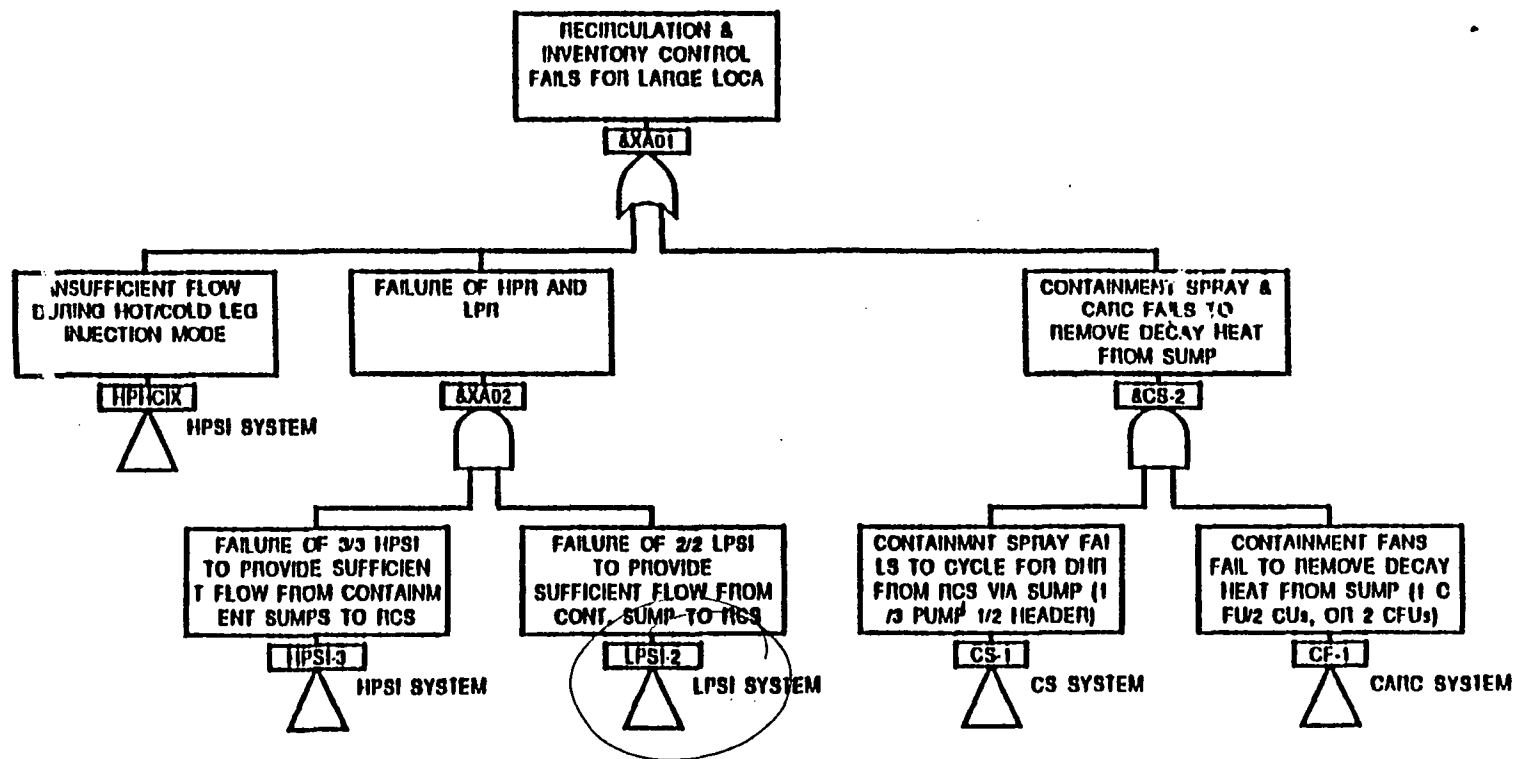 RECIRCULATION &
INVENTORY CONTROL
FAILS FOR LARGE LOCA
&XA01
INSUFFICIENT FLOW
DURING HOT/COLD LEG
INJECTION MODE
HPHCIX
HPSI SYSTEM
FAILURE OF HPR AND
LPR
&XA02
CONTAINMENT SPRAY &
CARC FAILS TO
REMOVE DECAY HEAT
FROM SUMP
&CS-2
FAILURE OF 3/3 HPSI
TO PROVIDE SUFFICIEN
T FLOW FROM CONTAINM
ENT SUMPS TO RCS
HPSI-3
HPSI SYSTEM
FAILURE OF 2/2 LPSI
TO PROVIDE
SUFFICIENT FLOW FROM
CONT. SUMP TO RCS
LPSI-2
LPSI SYSTEM
CONTAINMNT SPRAY FAI
LS TO CYCLE FOR DHR
FROM RCS VIA SUMP (1
/3 PUMP 1/2 HEADER)
CS-1
CS SYSTEM
CONTAINMENT FANS
FAIL TO REMOVE DECAY
HEAT FROM SUMP (1 C
FU/2 CUs, OR 2 CFUs)
CF-1
CARC SYSTEM